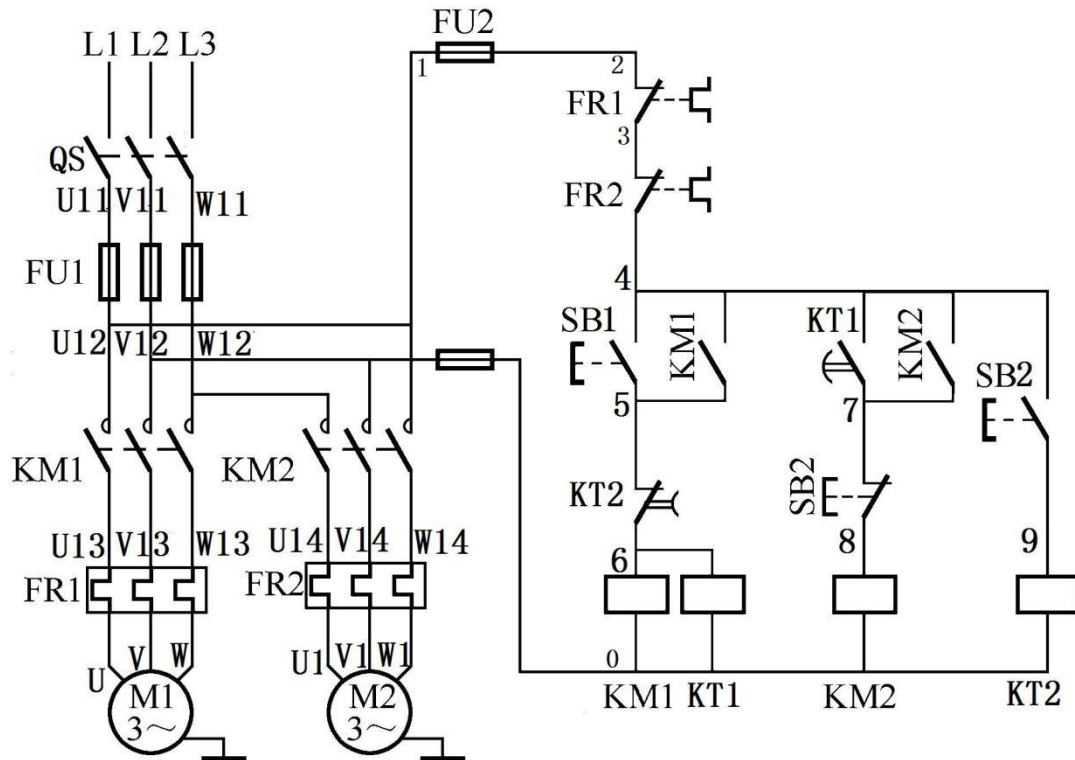 FU2
L1 L2 L3
1
2
FR1
3
QS
U11 V11 W11
FR2
FU1
4
U12 V12 W12
SB1
KM1
KT1
KM2
SB2
5
7
KM1
KM2
KT2
SB2
U13 V13 W13
U14 V14 W14
6
8
9
FR1
FR2
U V W
U1 V1 W1
0
M1
3～
M2
3～
KM1 KT1 KM2 KT2